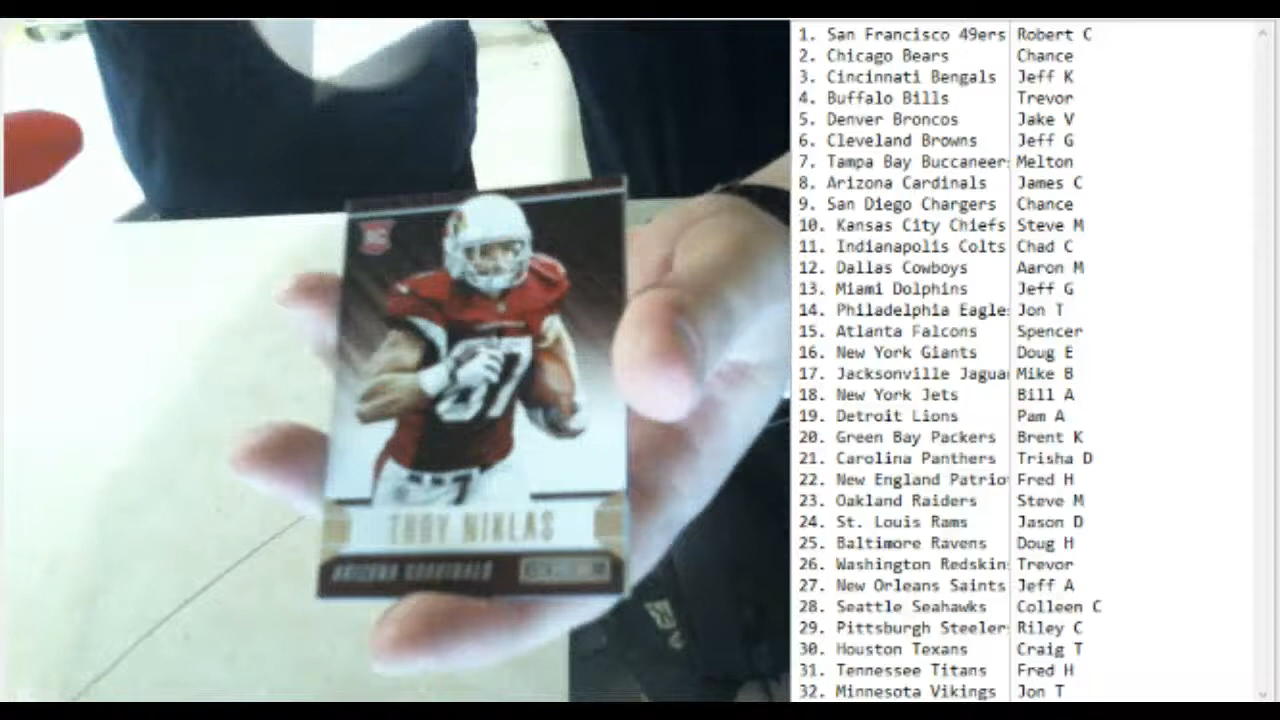 RC
87
TROY NIKLAS
ARIZONA CARDINALS
1. San Francisco 49ers Robert C
2. Chicago Bears Chance
3. Cincinnati Bengals Jeff K
4. Buffalo Bills Trevor
5. Denver Broncos Jake V
6. Cleveland Browns Jeff G
7. Tampa Bay Buccaneer Melton
8. Arizona Cardinals James C
9. San Diego Chargers Chance
10. Kansas City Chiefs Steve M
11. Indianapolis Colts Chad C
12. Dallas Cowboys Aaron M
13. Miami Dolphins Jeff G
14. Philadelphia Eagle Jon T
15. Atlanta Falcons Spencer
16. New York Giants Doug E
17. Jacksonville Jagua Mike B
18. New York Jets Bill A
19. Detroit Lions Pam A
20. Green Bay Packers Brent K
21. Carolina Panthers Trisha D
22. New England Patrio Fred H
23. Oakland Raiders Steve M
24. St. Louis Rams Jason D
25. Baltimore Ravens Doug H
26. Washington Redskin Trevor
27. New Orleans Saints Jeff A
28. Seattle Seahawks Colleen C
29. Pittsburgh Steeler Riley C
30. Houston Texans Craig T
31. Tennessee Titans Fred H
32. Minnesota Vikings Jon T